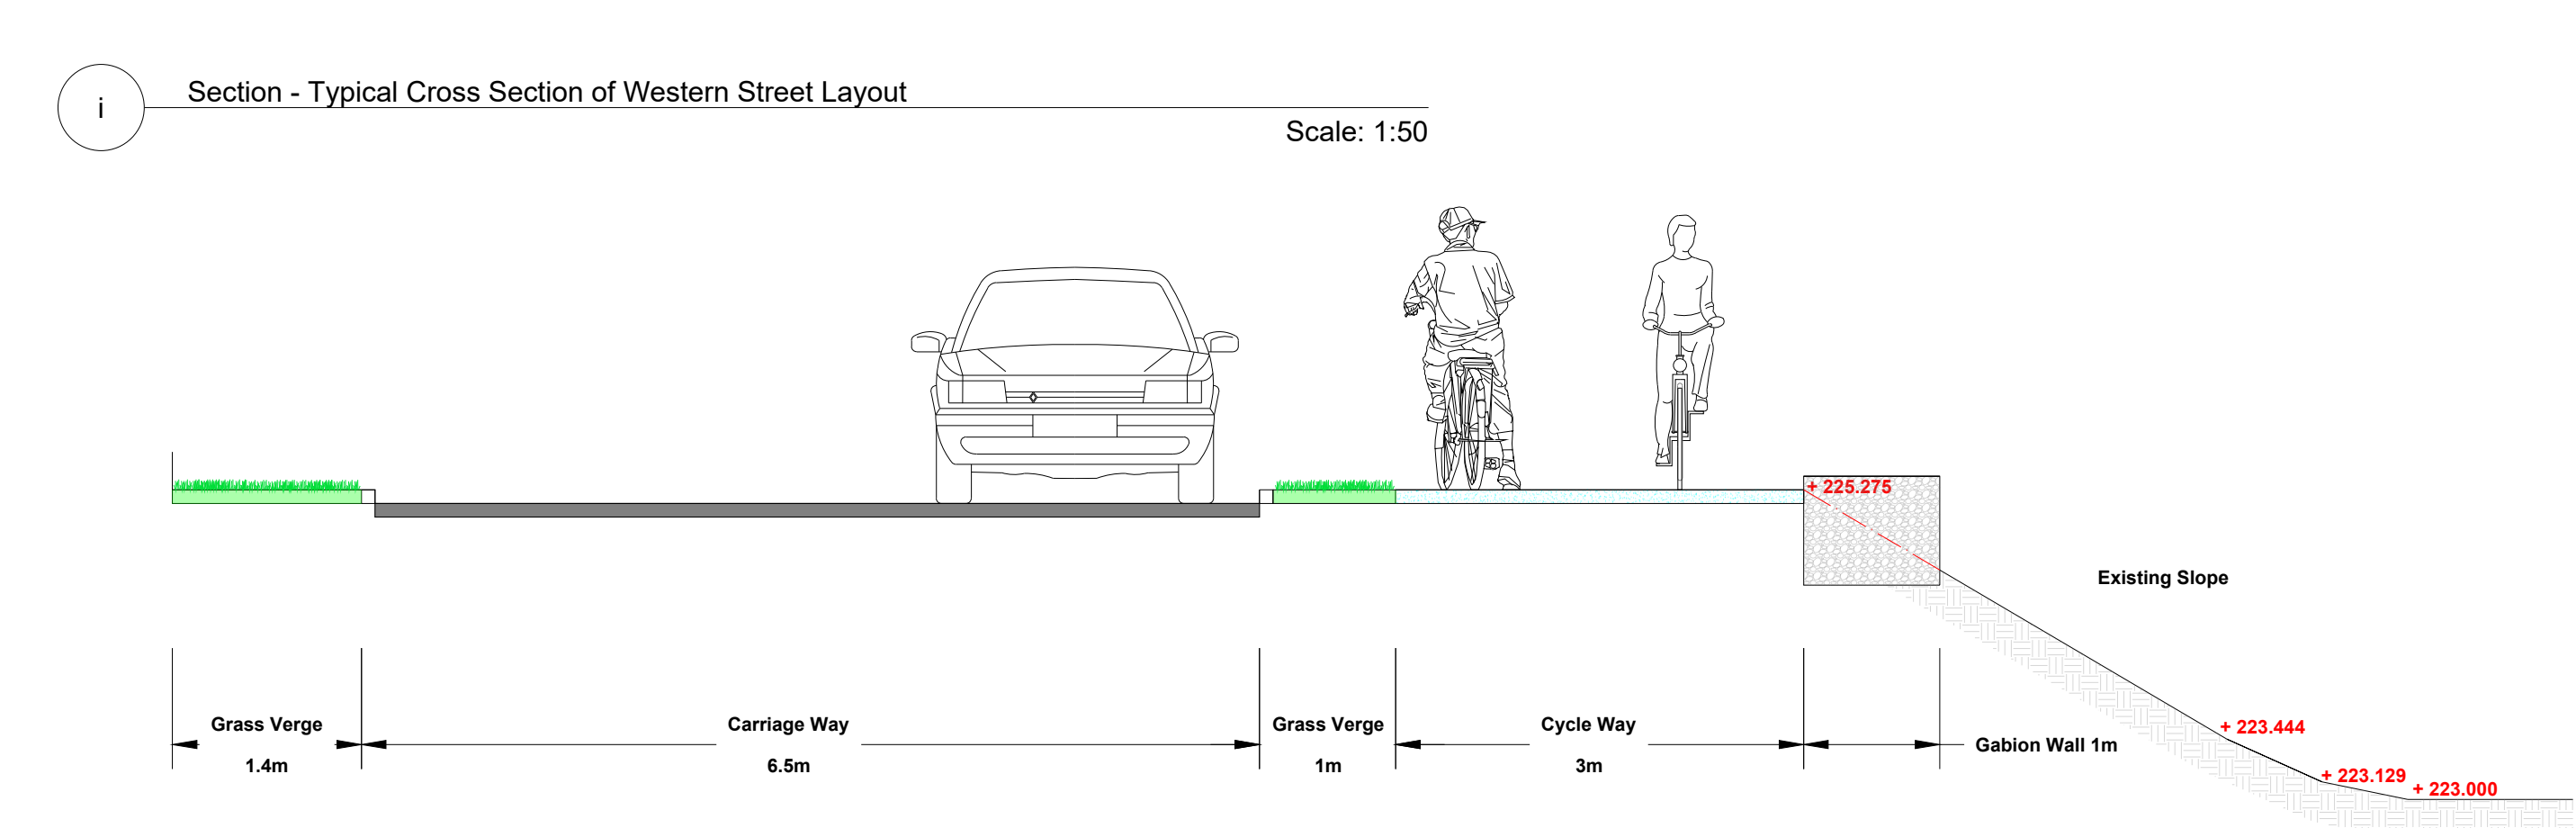 i
Section - Typical Cross Section of Western Street Layout
Scale: 1:50
+ 225.275
Existing Slope
+ 223.444
+ 223.129
+ 223.000
Grass Verge
1.4m
Carriage Way
6.5m
Grass Verge
1m
Cycle Way
3m
Gabion Wall 1m